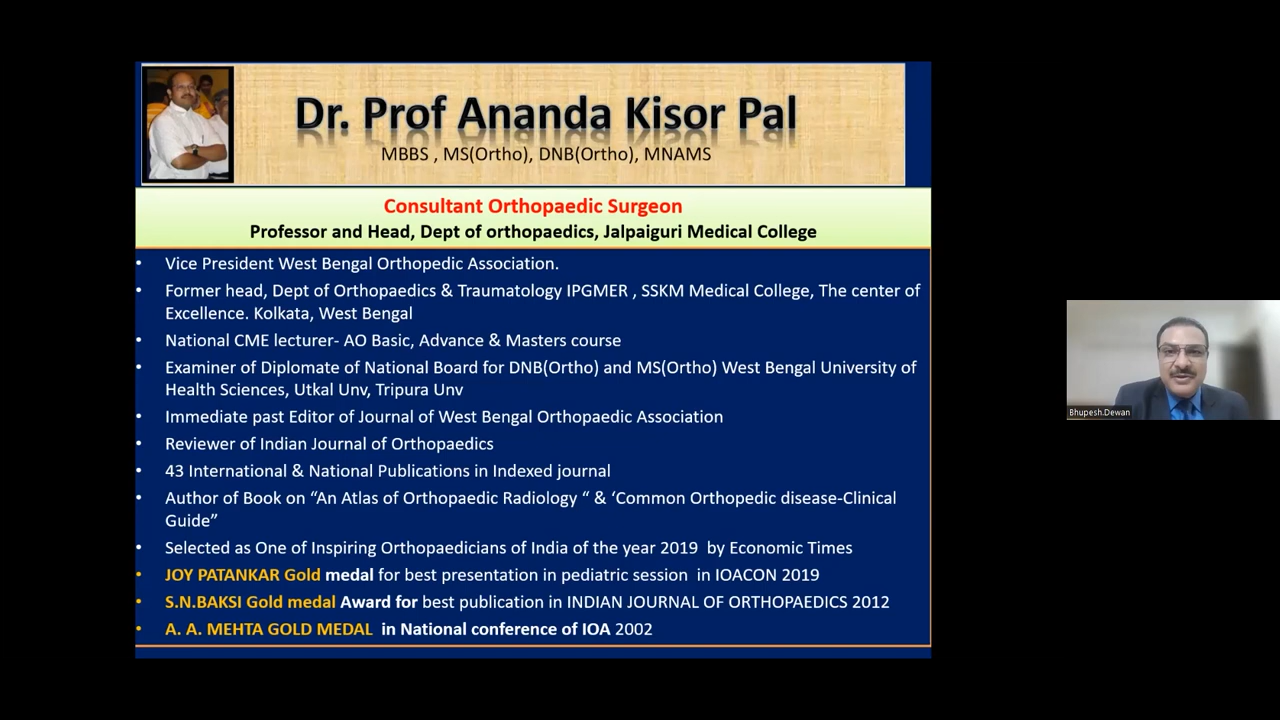 Dr. Prof Ananda Kisor Pal
MBBS , MS(Ortho), DNB(Ortho), MNAMS
Consultant Orthopaedic Surgeon
Professor and Head, Dept of orthopaedics, Jalpaiguri Medical College
• Vice President West Bengal Orthopedic Association.
• Former head, Dept of Orthopaedics & Traumatology IPGMER , SSKM Medical College, The center of
Excellence. Kolkata, West Bengal
• National CME lecturer- AO Basic, Advance & Masters course
• Examiner of Diplomate of National Board for DNB(Ortho) and MS(Ortho) West Bengal University of
Health Sciences, Utkal Unv, Tripura Unv
• Immediate past Editor of Journal of West Bengal Orthopaedic Association
• Reviewer of Indian Journal of Orthopaedics
• 43 International & National Publications in Indexed journal
• Author of Book on “An Atlas of Orthopaedic Radiology “ & ‘Common Orthopedic disease-Clinical
Guide”
• Selected as One of Inspiring Orthopaedicians of India of the year 2019 by Economic Times
• JOY PATANKAR Gold medal for best presentation in pediatric session in IOACON 2019
• S.N.BAKSI Gold medal Award for best publication in INDIAN JOURNAL OF ORTHOPAEDICS 2012
• A. A. MEHTA GOLD MEDAL in National conference of IOA 2002
Bhupesh.Dewan